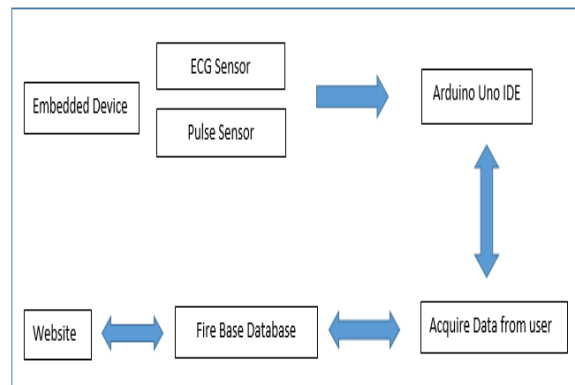 ECG Sensor
Embedded Device
Pulse Sensor
Arduino Uno IDE
Website
Fire Base Database
Acquire Data from user